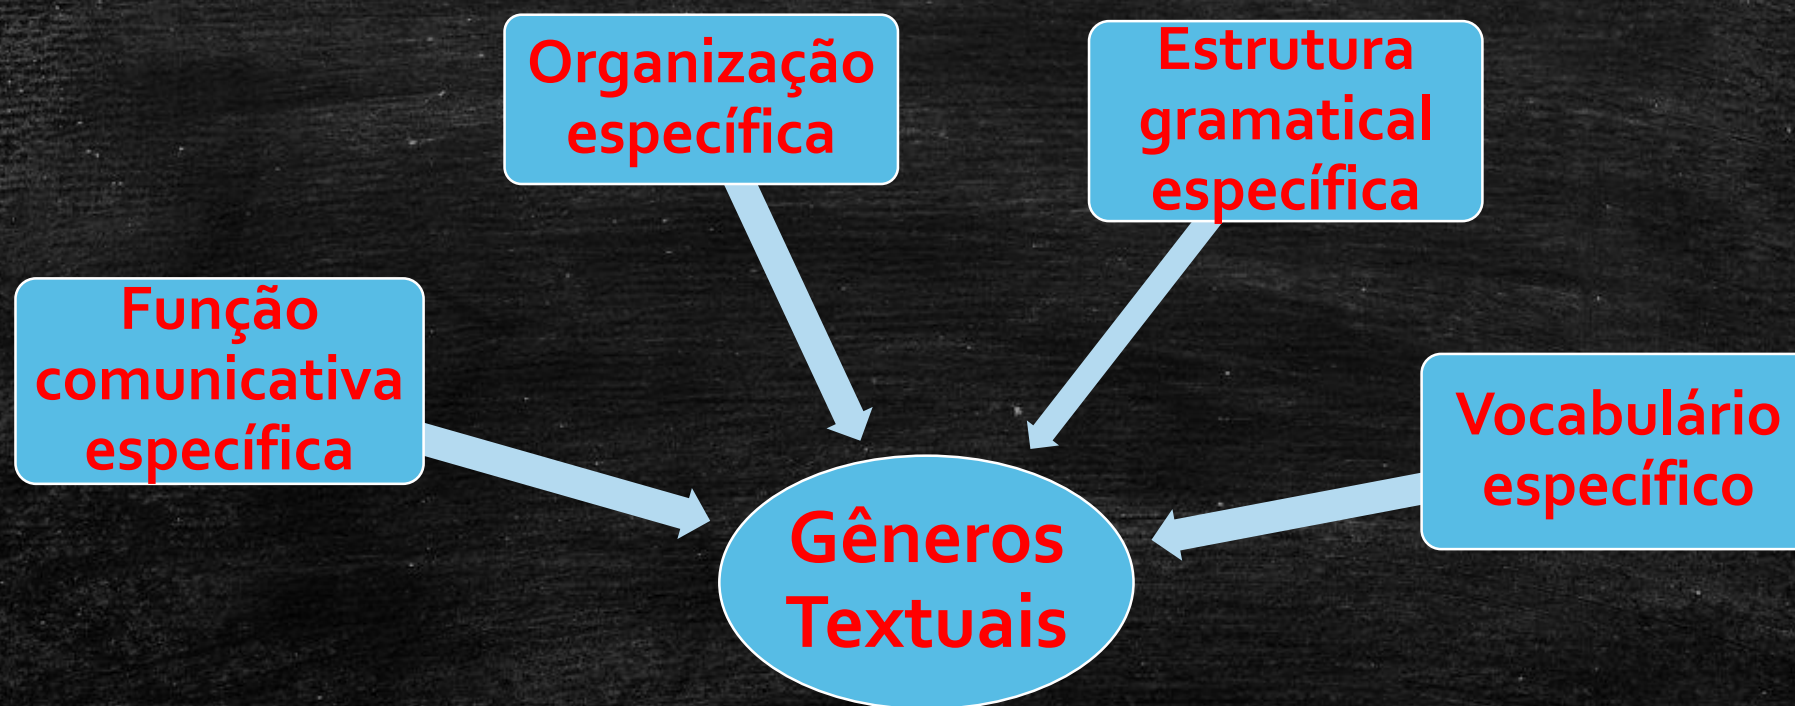 Organização
específica
Estrutura
gramatical
específica
Função
comunicativa
específica
Vocabulário
específico
Gêneros
Textuais